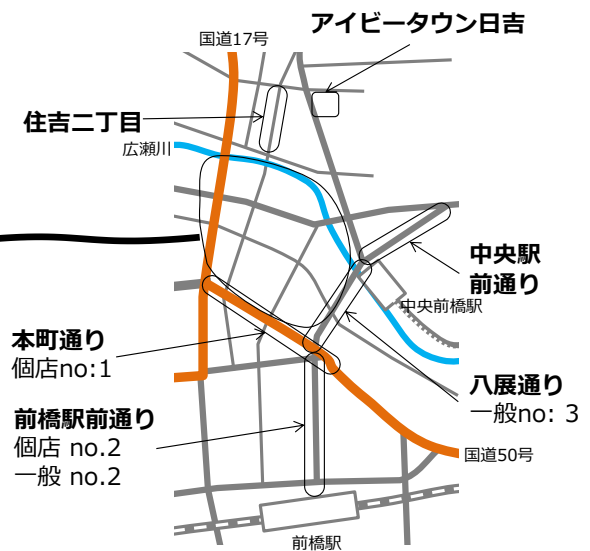 アイビータウン日吉
国道17号
住吉二丁目
広瀬川
中央駅
前通り
中央前橋駅
本町通り
個店no:1
八展通り
一般no: 3
前橋駅前通り
個店 no.2
一般 no.2
国道50号
前橋駅